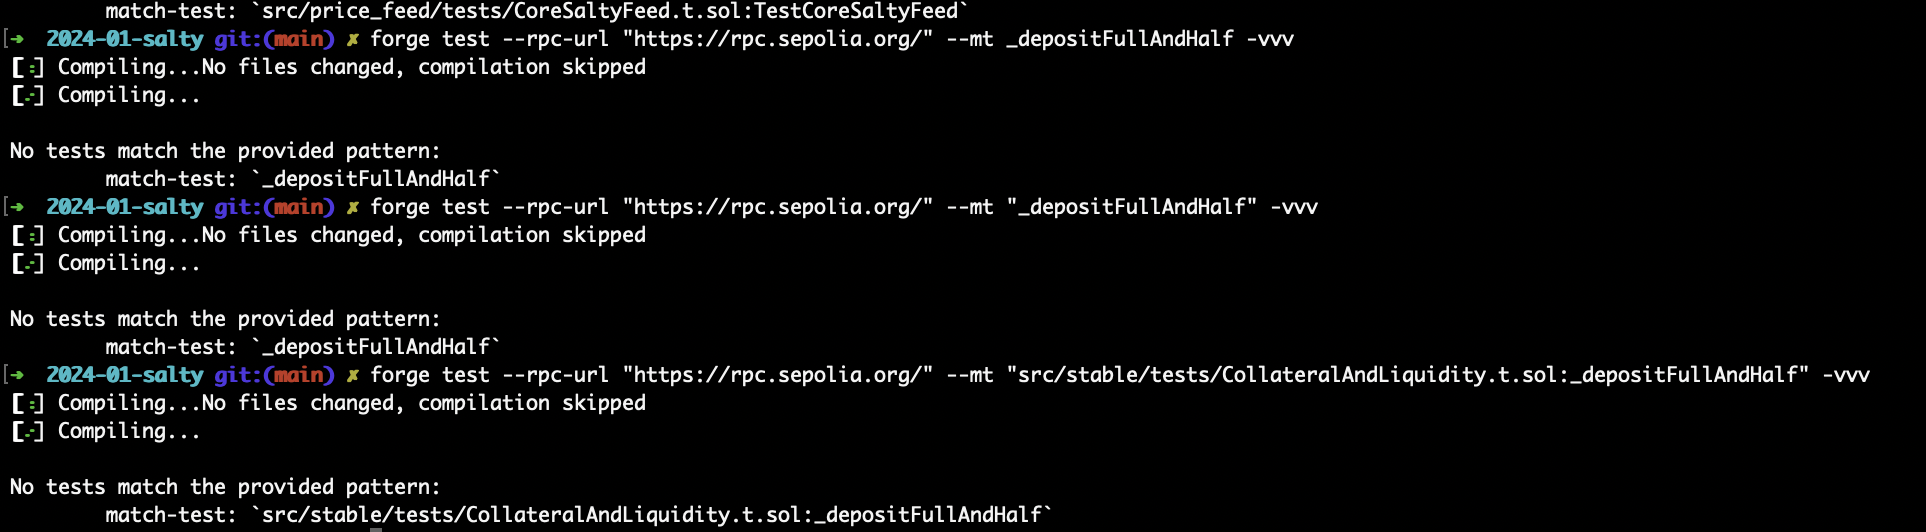 match-test: `src/price_feed/tests/CoreSaltyFeed.t.sol:TestCoreSaltyFeed`
[➜  2024-01-salty git:(main) ✗ forge test --rpc-url "https://rpc.sepolia.org/" --mt _depositFullAndHalf -vvv
[⠃] Compiling...No files changed, compilation skipped
[⠔] Compiling...
No tests match the provided pattern:
match-test: `_depositFullAndHalf`
[➜  2024-01-salty git:(main) ✗ forge test --rpc-url "https://rpc.sepolia.org/" --mt "_depositFullAndHalf" -vvv
[⠃] Compiling...No files changed, compilation skipped
[⠔] Compiling...
No tests match the provided pattern:
match-test: `_depositFullAndHalf`
[➜  2024-01-salty git:(main) ✗ forge test --rpc-url "https://rpc.sepolia.org/" --mt "src/stable/tests/CollateralAndLiquidity.t.sol:_depositFullAndHalf" -vvv
[⠃] Compiling...No files changed, compilation skipped
[⠔] Compiling...
No tests match the provided pattern:
match-test: `src/stable/tests/CollateralAndLiquidity.t.sol:_depositFullAndHalf`